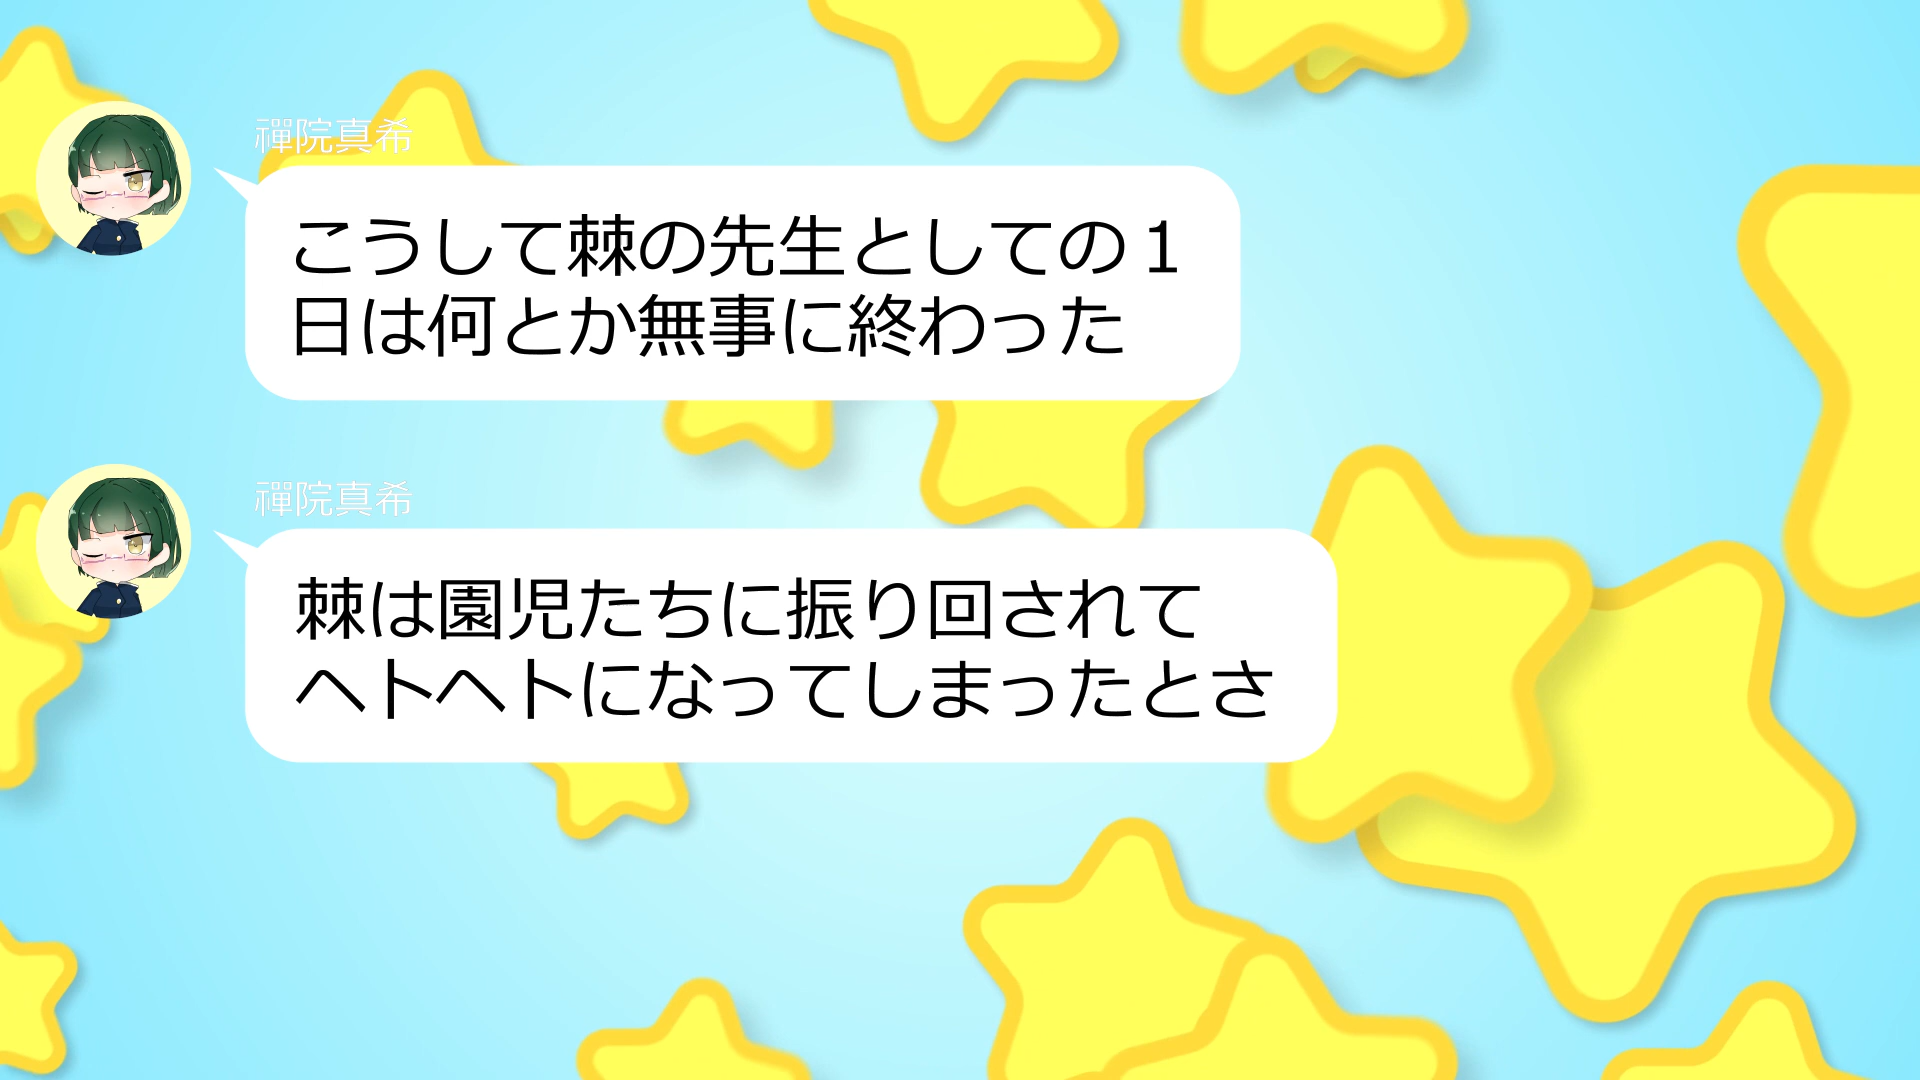 禪院真希
こうして棘の先生としての１
日は何とか無事に終わった
禪院真希
棘は園児たちに振り回されて
ヘトヘトになってしまったとさ